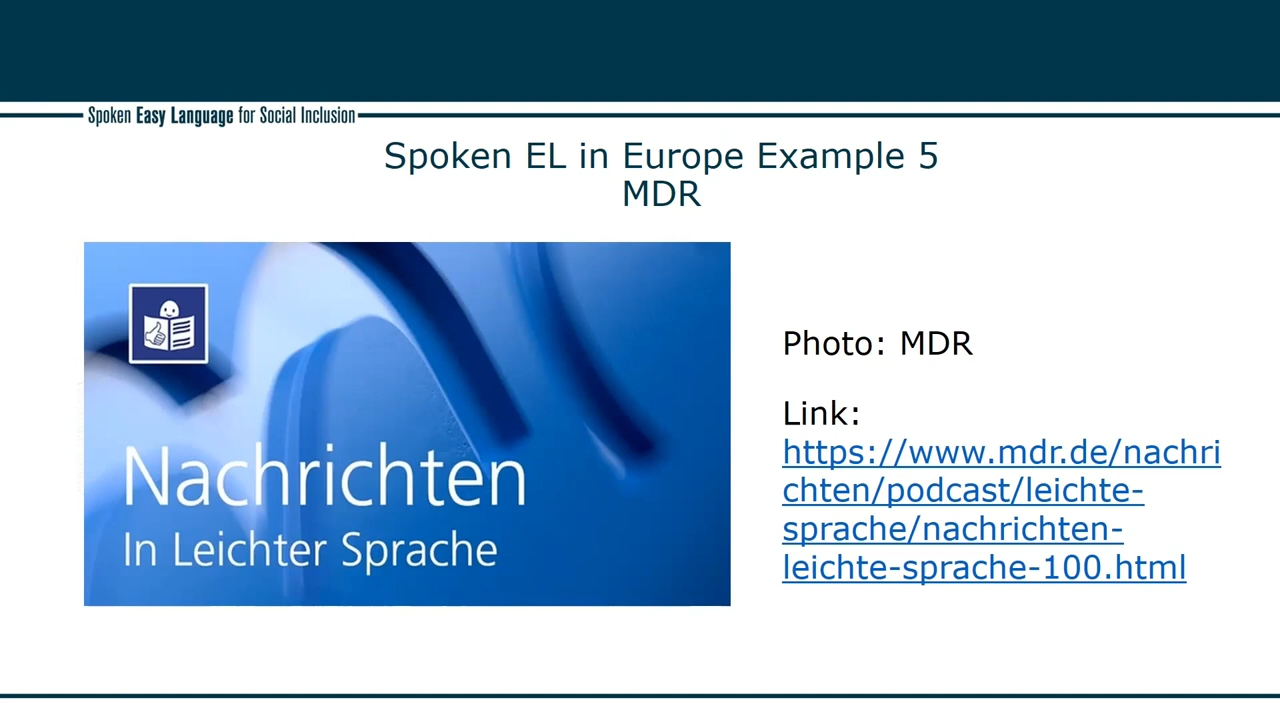 Spoken Easy Language for Social Inclusion
Spoken EL in Europe Example 5
MDR
Nachrichten
In Leichter Sprache
Photo: MDR
Link:
https://www.mdr.de/nachri
chten/podcast/leichte-
sprache/nachrichten-
leichte-sprache-100.html